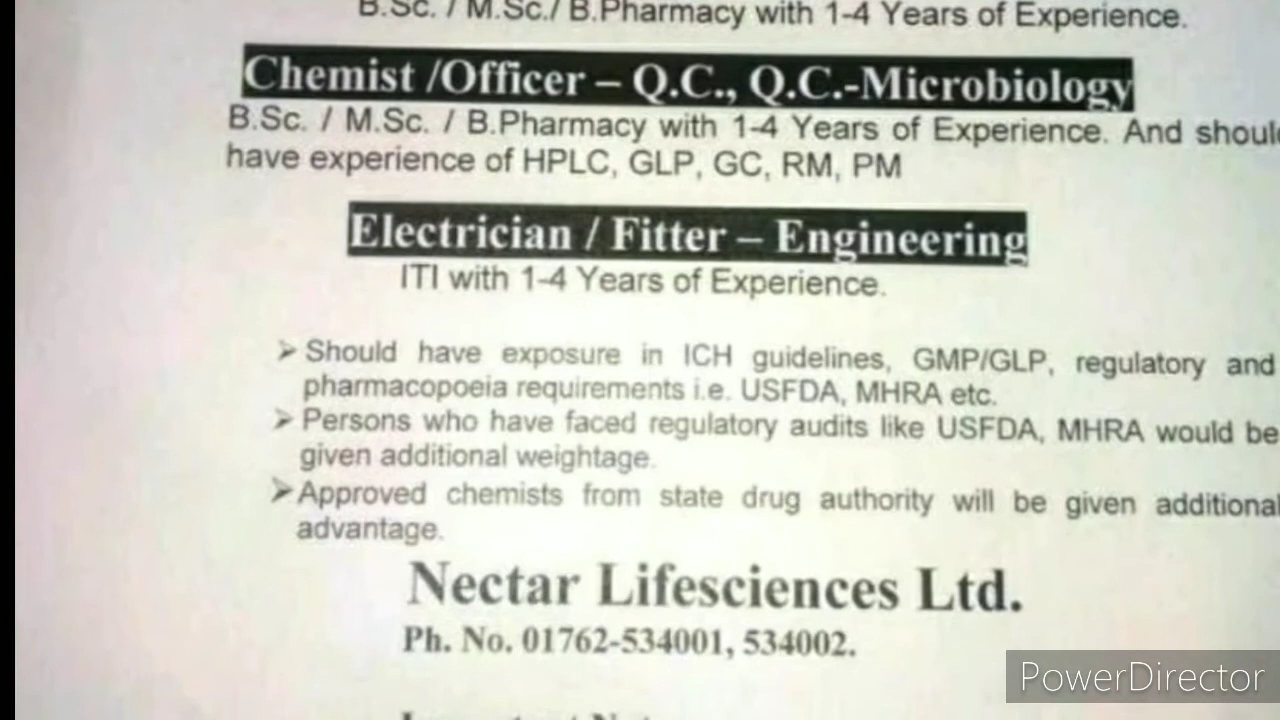 B.Sc. / M.Sc./ B.Pharmacy with 1-4 Years of Experience.
Chemist /Officer – Q.C., Q.C.-Microbiology
B.Sc. / M.Sc. / B.Pharmacy with 1-4 Years of Experience. And should
have experience of HPLC, GLP, GC, RM, PM
Electrician / Fitter – Engineering
ITI with 1-4 Years of Experience.
➢ Should have exposure in ICH guidelines, GMP/GLP, regulatory and
pharmacopoeia requirements i.e. USFDA, MHRA etc.
➢ Persons who have faced regulatory audits like USFDA, MHRA would be
given additional weightage.
➢ Approved chemists from state drug authority will be given additional
advantage.
Nectar Lifesciences Ltd.
Ph. No. 01762-534001, 534002.
PowerDirector